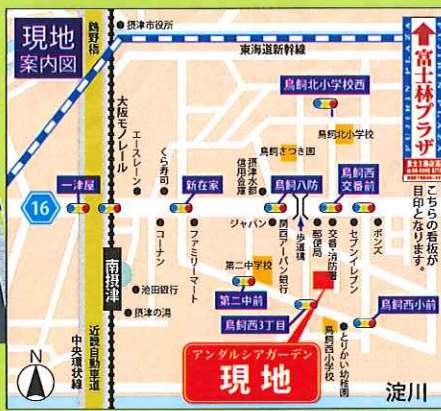 現地
案内図
鶴野橋
摂津市役所
東海道新幹線
大阪モノレール
鳥飼北小学校西
鳥飼北小学校
鳥飼さつき園
エースレーン
くら寿司
摂津水都
信用金庫
一津屋
新在家
鳥飼八防
鳥飼西
交番前
16
コーナン
ファミリーマート
ジャパン
関西アーバン銀行
歩道橋
郵便局
交番・消防署
セブンイレブン
ポンズ
南摂津
池田銀行
摂津の湯
第二中学校
第二中前
鳥飼西3丁目
鳥飼西小前
鳥飼西小学校
とりかい幼稚園
アンダルシアガーデン
現地
N
中央環状線
近畿自動車道
淀川
FUJIRIN PLAZA
富士林プラザ
こちらの看板が
目印となります。